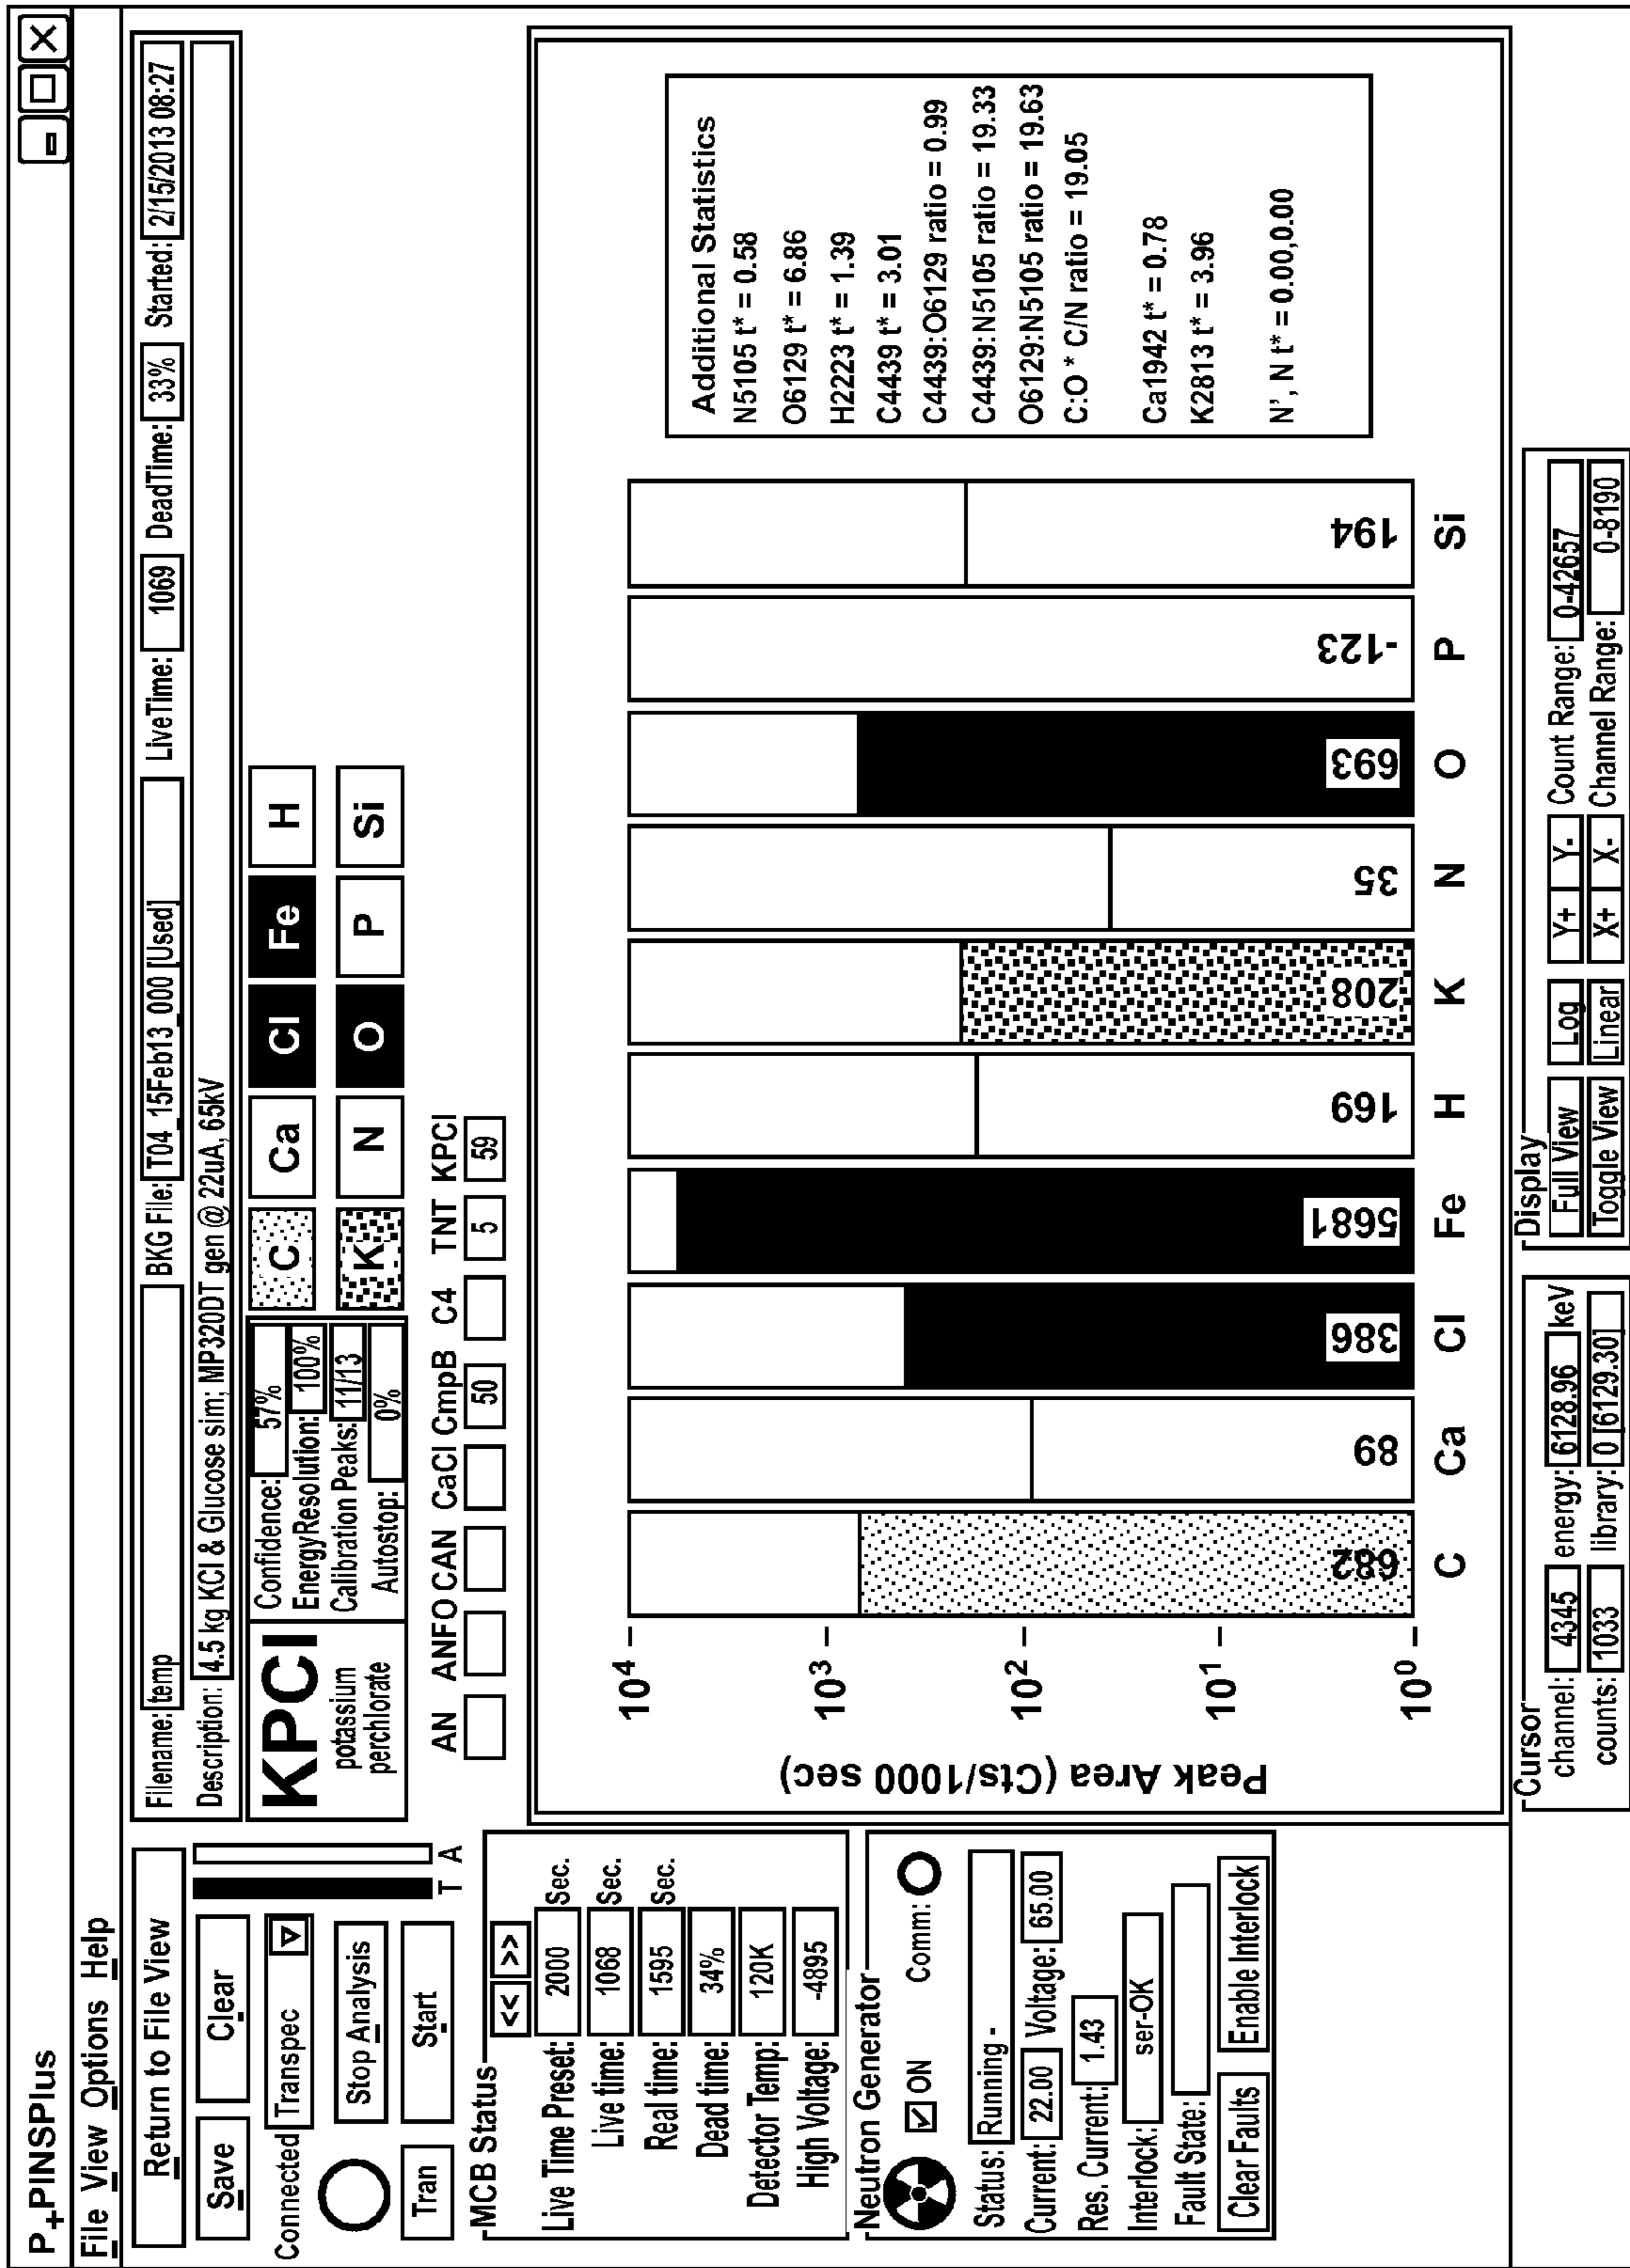 P+PINSPlus
File View Options Help
Return to File View
Save Clear
Connected Transpec
Stop Analysis
Tran Start
T A
MCB Status
<< >>
Live Time Preset: 2000 Sec.
Live time: 1068 Sec.
Real time: 1595 Sec.
Dead time: 34%
Detector Temp: 120K
High Voltage: -4895
Neutron Generator
ON Comm:
Status: Running -
Current: 22.00 Voltage: 65.00
Res. Current: 1.43
Interlock: ser-OK
Fault State:
Clear Faults Enable Interlock
Filename: temp BKG File: T04_15Feb13_000 [Used] LiveTime: 1069 DeadTime: 33% Started: 2/15/2013 08:27
Description: 4.5 kg KCl & Glucose sim; MP320DT gen @ 22uA, 65kV
KPCl
potassium
perchlorate
Confidence: 57%
EnergyResolution: 100%
Calibration Peaks: 11/13
Autostop: 0%
C Ca Cl Fe H
K N O P Si
AN ANFO CAN CaCl CmpB C4 TNT KPCl
50 5 59
Peak Area (Cts/1000 sec)
10⁴
10³
10²
10¹
10⁰
682 89 386 5681 169 208 35 693 -123 194
C Ca Cl Fe H K N O P Si
Additional Statistics
N5105 t* = 0.58
O6129 t* = 6.86
H2223 t* = 1.39
C4439 t* = 3.01
C4439:O6129 ratio = 0.99
C4439:N5105 ratio = 19.33
O6129:N5105 ratio = 19.63
C:O * C/N ratio = 19.05
Ca1942 t* = 0.78
K2813 t* = 3.96
N', N t* = 0.00,0.00
Cursor
channel: 4345 energy: 6128.96 keV
counts: 1033 library: 0 [6129.30]
Display
Full View Log Y+ Y- Count Range: 0-42657
Toggle View Linear X+ X- Channel Range: 0-8190